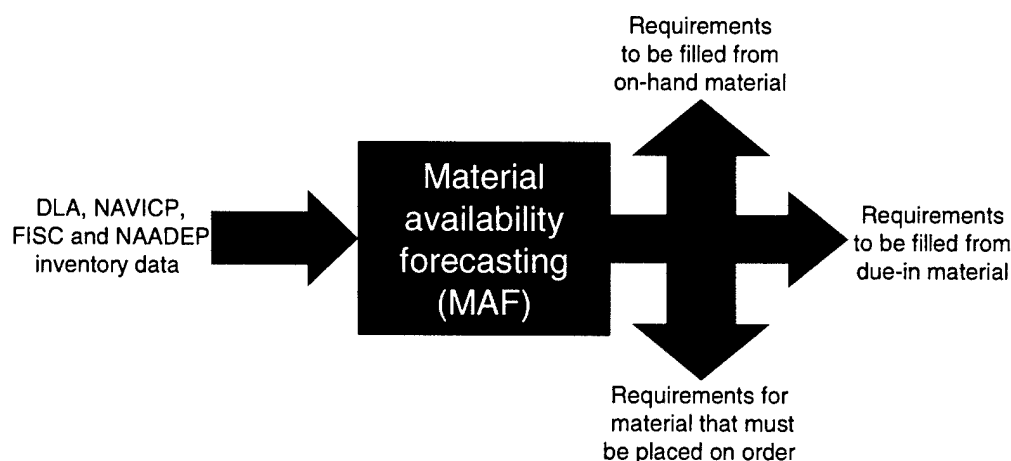 DLA, NAVICP,
FISC and NAADEP
inventory data
Material
availability
forecasting
(MAF)
Requirements
to be filled from
on-hand material
Requirements
to be filled from
due-in material
Requirements for
material that must
be placed on order